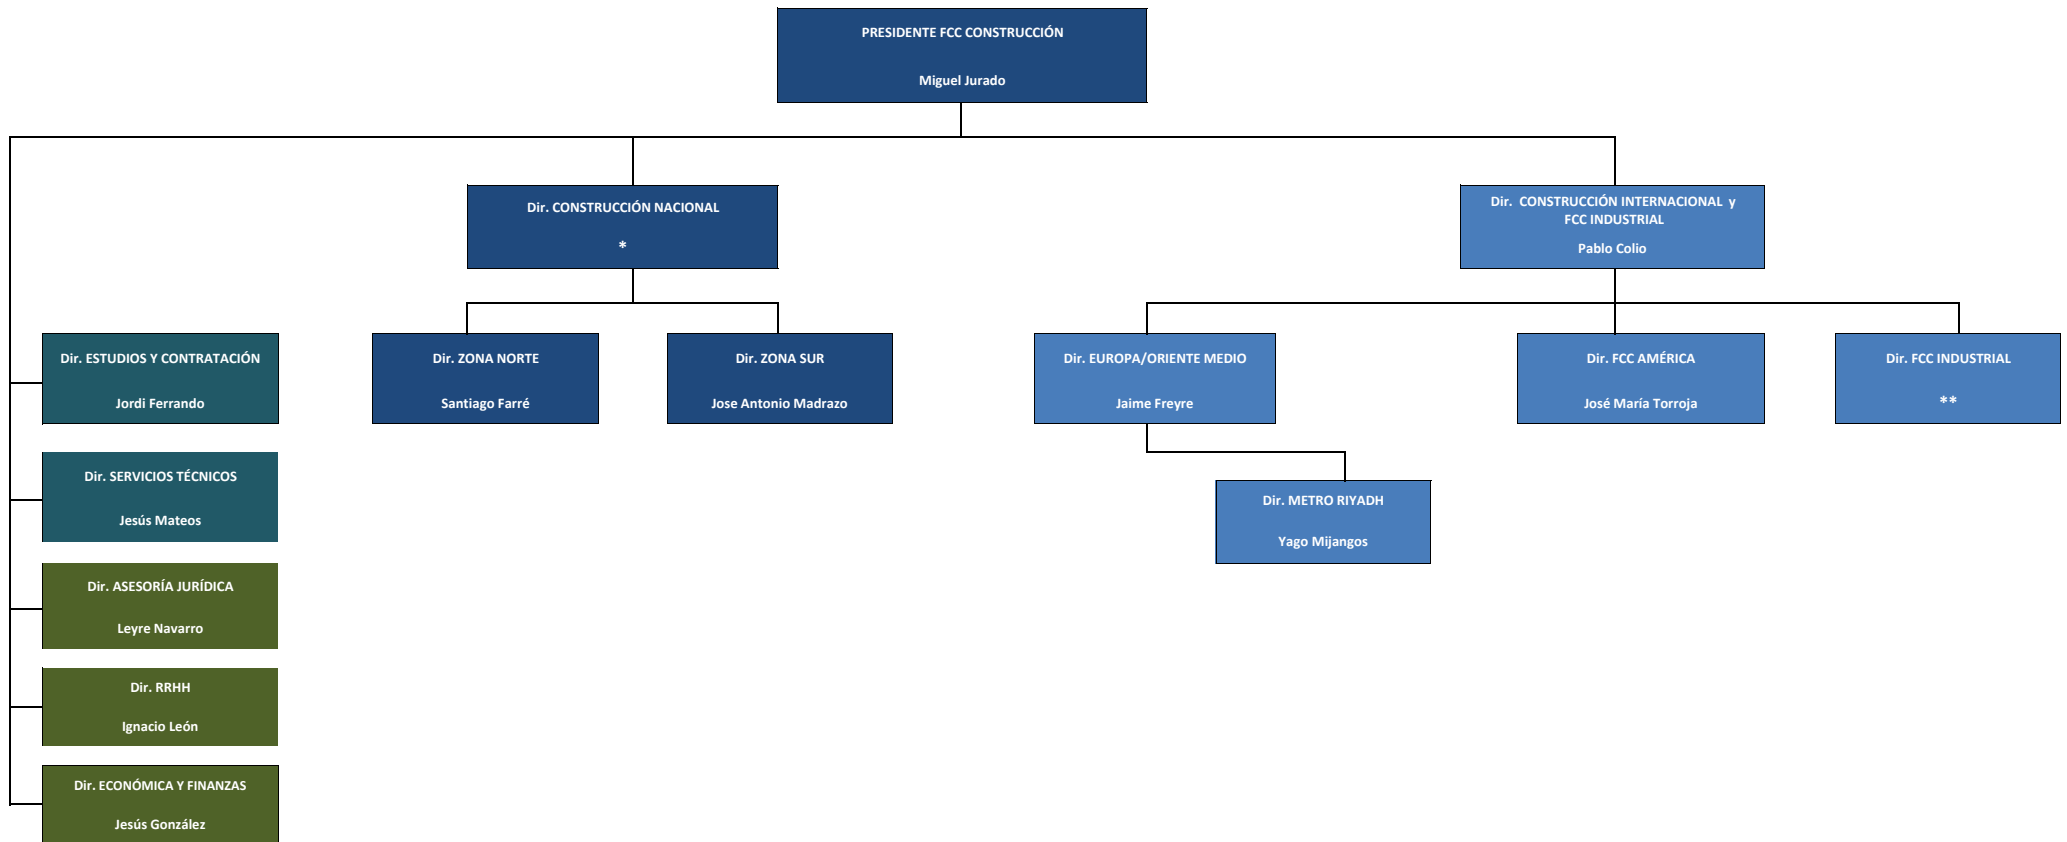 PRESIDENTE FCC CONSTRUCCIÓN
Miguel Jurado
Dir. CONSTRUCCIÓN NACIONAL
*
Dir. CONSTRUCCIÓN INTERNACIONAL y
FCC INDUSTRIAL
Pablo Colio
Dir. ESTUDIOS Y CONTRATACIÓN
Jordi Ferrando
Dir. ZONA NORTE
Santiago Farré
Dir. ZONA SUR
Jose Antonio Madrazo
Dir. EUROPA/ORIENTE MEDIO
Jaime Freyre
Dir. FCC AMÉRICA
José María Torroja
Dir. FCC INDUSTRIAL
**
Dir. SERVICIOS TÉCNICOS
Jesús Mateos
Dir. METRO RIYADH
Yago Mijangos
Dir. ASESORÍA JURÍDICA
Leyre Navarro
Dir. RRHH
Ignacio León
Dir. ECONÓMICA Y FINANZAS
Jesús González